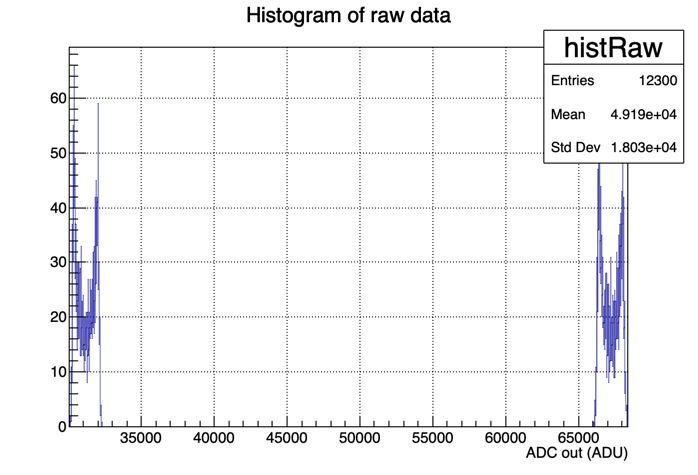 Histogram of raw data
histRaw
Entries 12300
Mean 4.919e+04
Std Dev 1.803e+04
60
50
40
30
20
10
0
35000 40000 45000 50000 55000 60000 65000
ADC out (ADU)